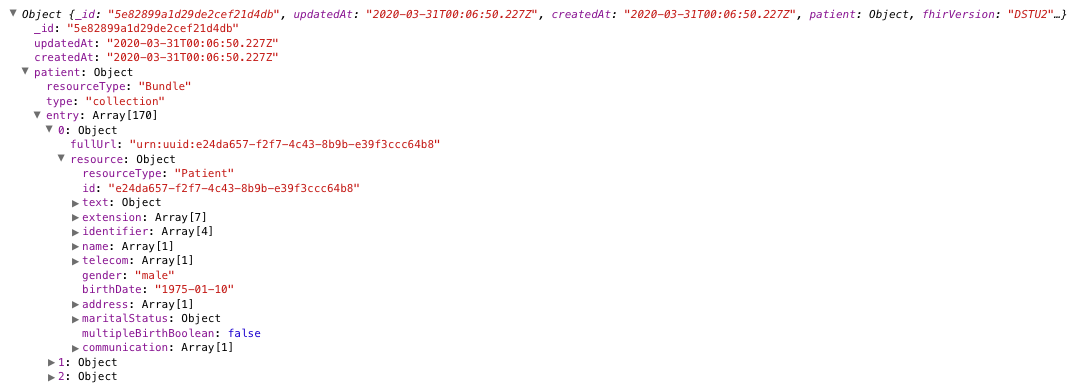 Object {_id: "5e82899a1d29de2cef21d4db", updatedAt: "2020-03-31T00:06:50.227Z", createdAt: "2020-03-31T00:06:50.227Z", patient: Object, fhirVersion: "DSTU2"…}
_id: "5e82899a1d29de2cef21d4db"
updatedAt: "2020-03-31T00:06:50.227Z"
createdAt: "2020-03-31T00:06:50.227Z"
patient: Object
resourceType: "Bundle"
type: "collection"
entry: Array[170]
0: Object
fullUrl: "urn:uuid:e24da657-f2f7-4c43-8b9b-e39f3ccc64b8"
resource: Object
resourceType: "Patient"
id: "e24da657-f2f7-4c43-8b9b-e39f3ccc64b8"
text: Object
extension: Array[7]
identifier: Array[4]
name: Array[1]
telecom: Array[1]
gender: "male"
birthDate: "1975-01-10"
address: Array[1]
maritalStatus: Object
multipleBirthBoolean: false
communication: Array[1]
1: Object
2: Object